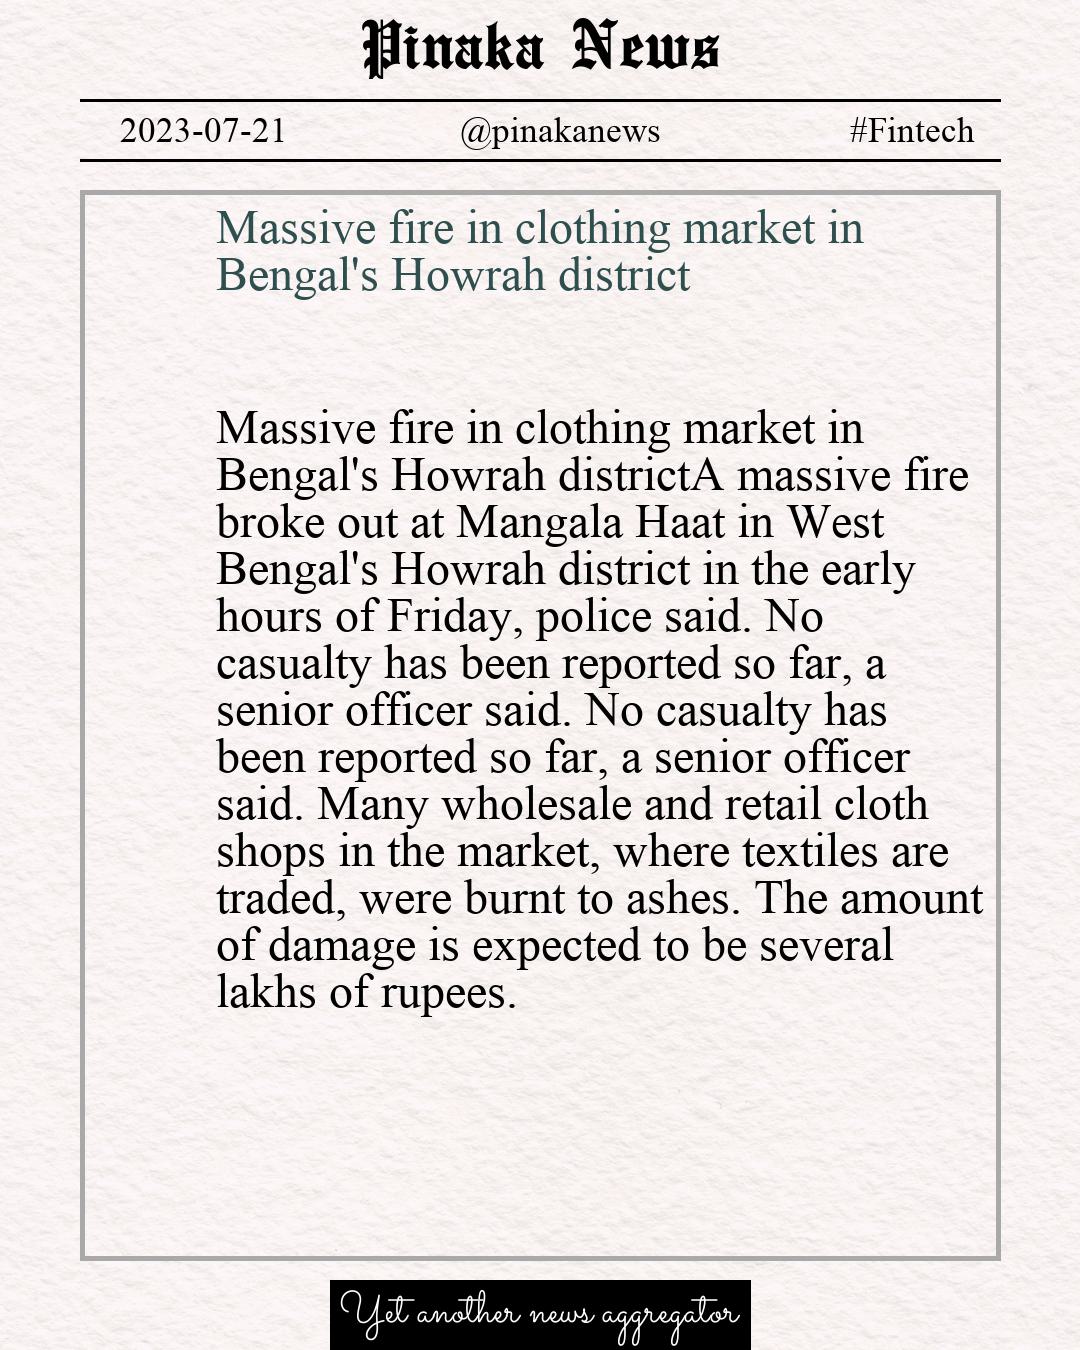 Pinaka News
2023-07-21 @pinakanews #Fintech
Massive fire in clothing market in
Bengal's Howrah district
Massive fire in clothing market in
Bengal's Howrah districtA massive fire
broke out at Mangala Haat in West
Bengal's Howrah district in the early
hours of Friday, police said. No
casualty has been reported so far, a
senior officer said. No casualty has
been reported so far, a senior officer
said. Many wholesale and retail cloth
shops in the market, where textiles are
traded, were burnt to ashes. The amount
of damage is expected to be several
lakhs of rupees.
Yet another news aggregator